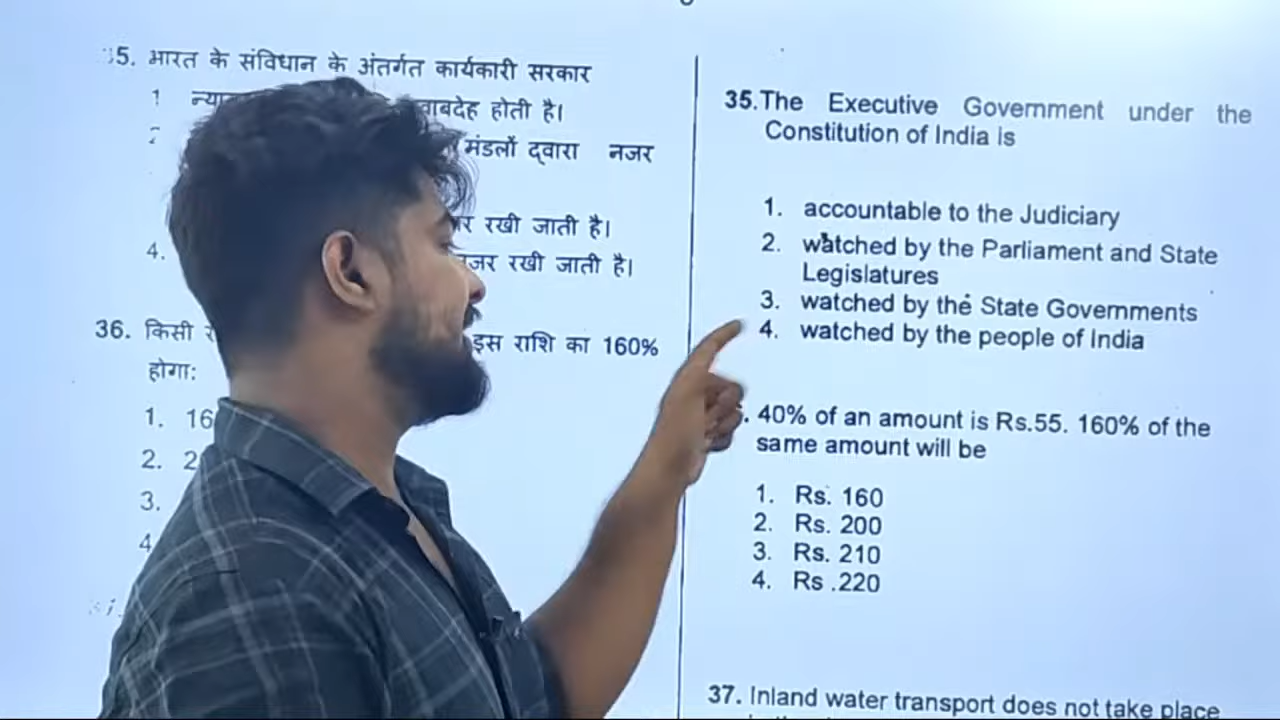 5. भारत के संविधान के अंतर्गत कार्यकारी सरकार
1
होती है।
2
द्वारा नजर
रखी जाती है।
4. रखी जाती है।
36. किसी इस राशि का 160%
होगा:
1. 16
2. 2
3.
4
35. The Executive Government under the
Constitution of India is
1. accountable to the Judiciary
2. watched by the Parliament and State
Legislatures
3. watched by the State Governments
4. watched by the people of India
40% of an amount is Rs.55. 160% of the
same amount will be
1. Rs. 160
2. Rs. 200
3. Rs. 210
4. Rs .220
37. Inland water transport does not take place